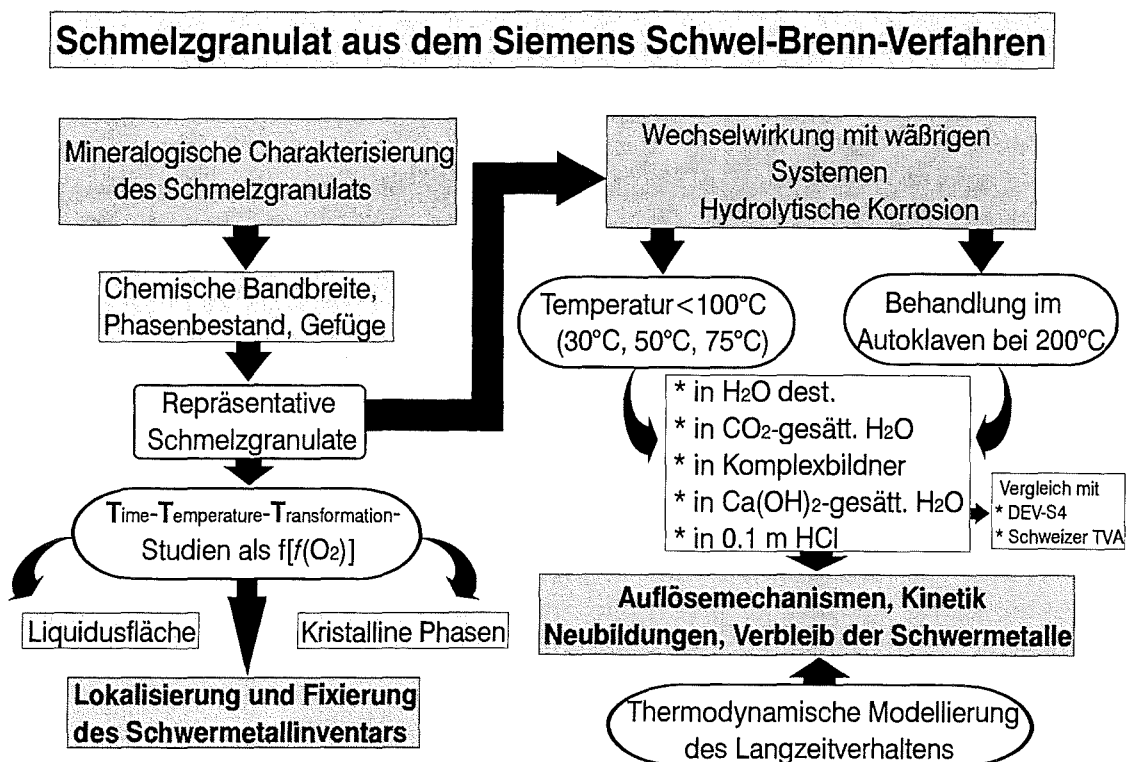 Schmelzgranulat aus dem Siemens Schwel-Brenn-Verfahren
Mineralogische Charakterisierung
des Schmelzgranulats
Chemische Bandbreite,
Phasenbestand, Gefüge
Repräsentative
Schmelzgranulate
Time-Temperature-Transformation-
Studien als f[f(O2)]
Liquidusfläche
Kristalline Phasen
Lokalisierung und Fixierung
des Schwermetallinventars
Wechselwirkung mit wäßrigen
Systemen
Hydrolytische Korrosion
Temperatur<100°C
(30°C, 50°C, 75°C)
Behandlung im
Autoklaven bei 200°C
* in H2O dest.
* in CO2-gesätt. H2O
* in Komplexbildner
* in Ca(OH)2-gesätt. H2O
* in 0.1 m HCl
Vergleich mit
* DEV-S4
* Schweizer TVA
Auflösemechanismen, Kinetik
Neubildungen, Verbleib der Schwermetalle
Thermodynamische Modellierung
des Langzeitverhaltens